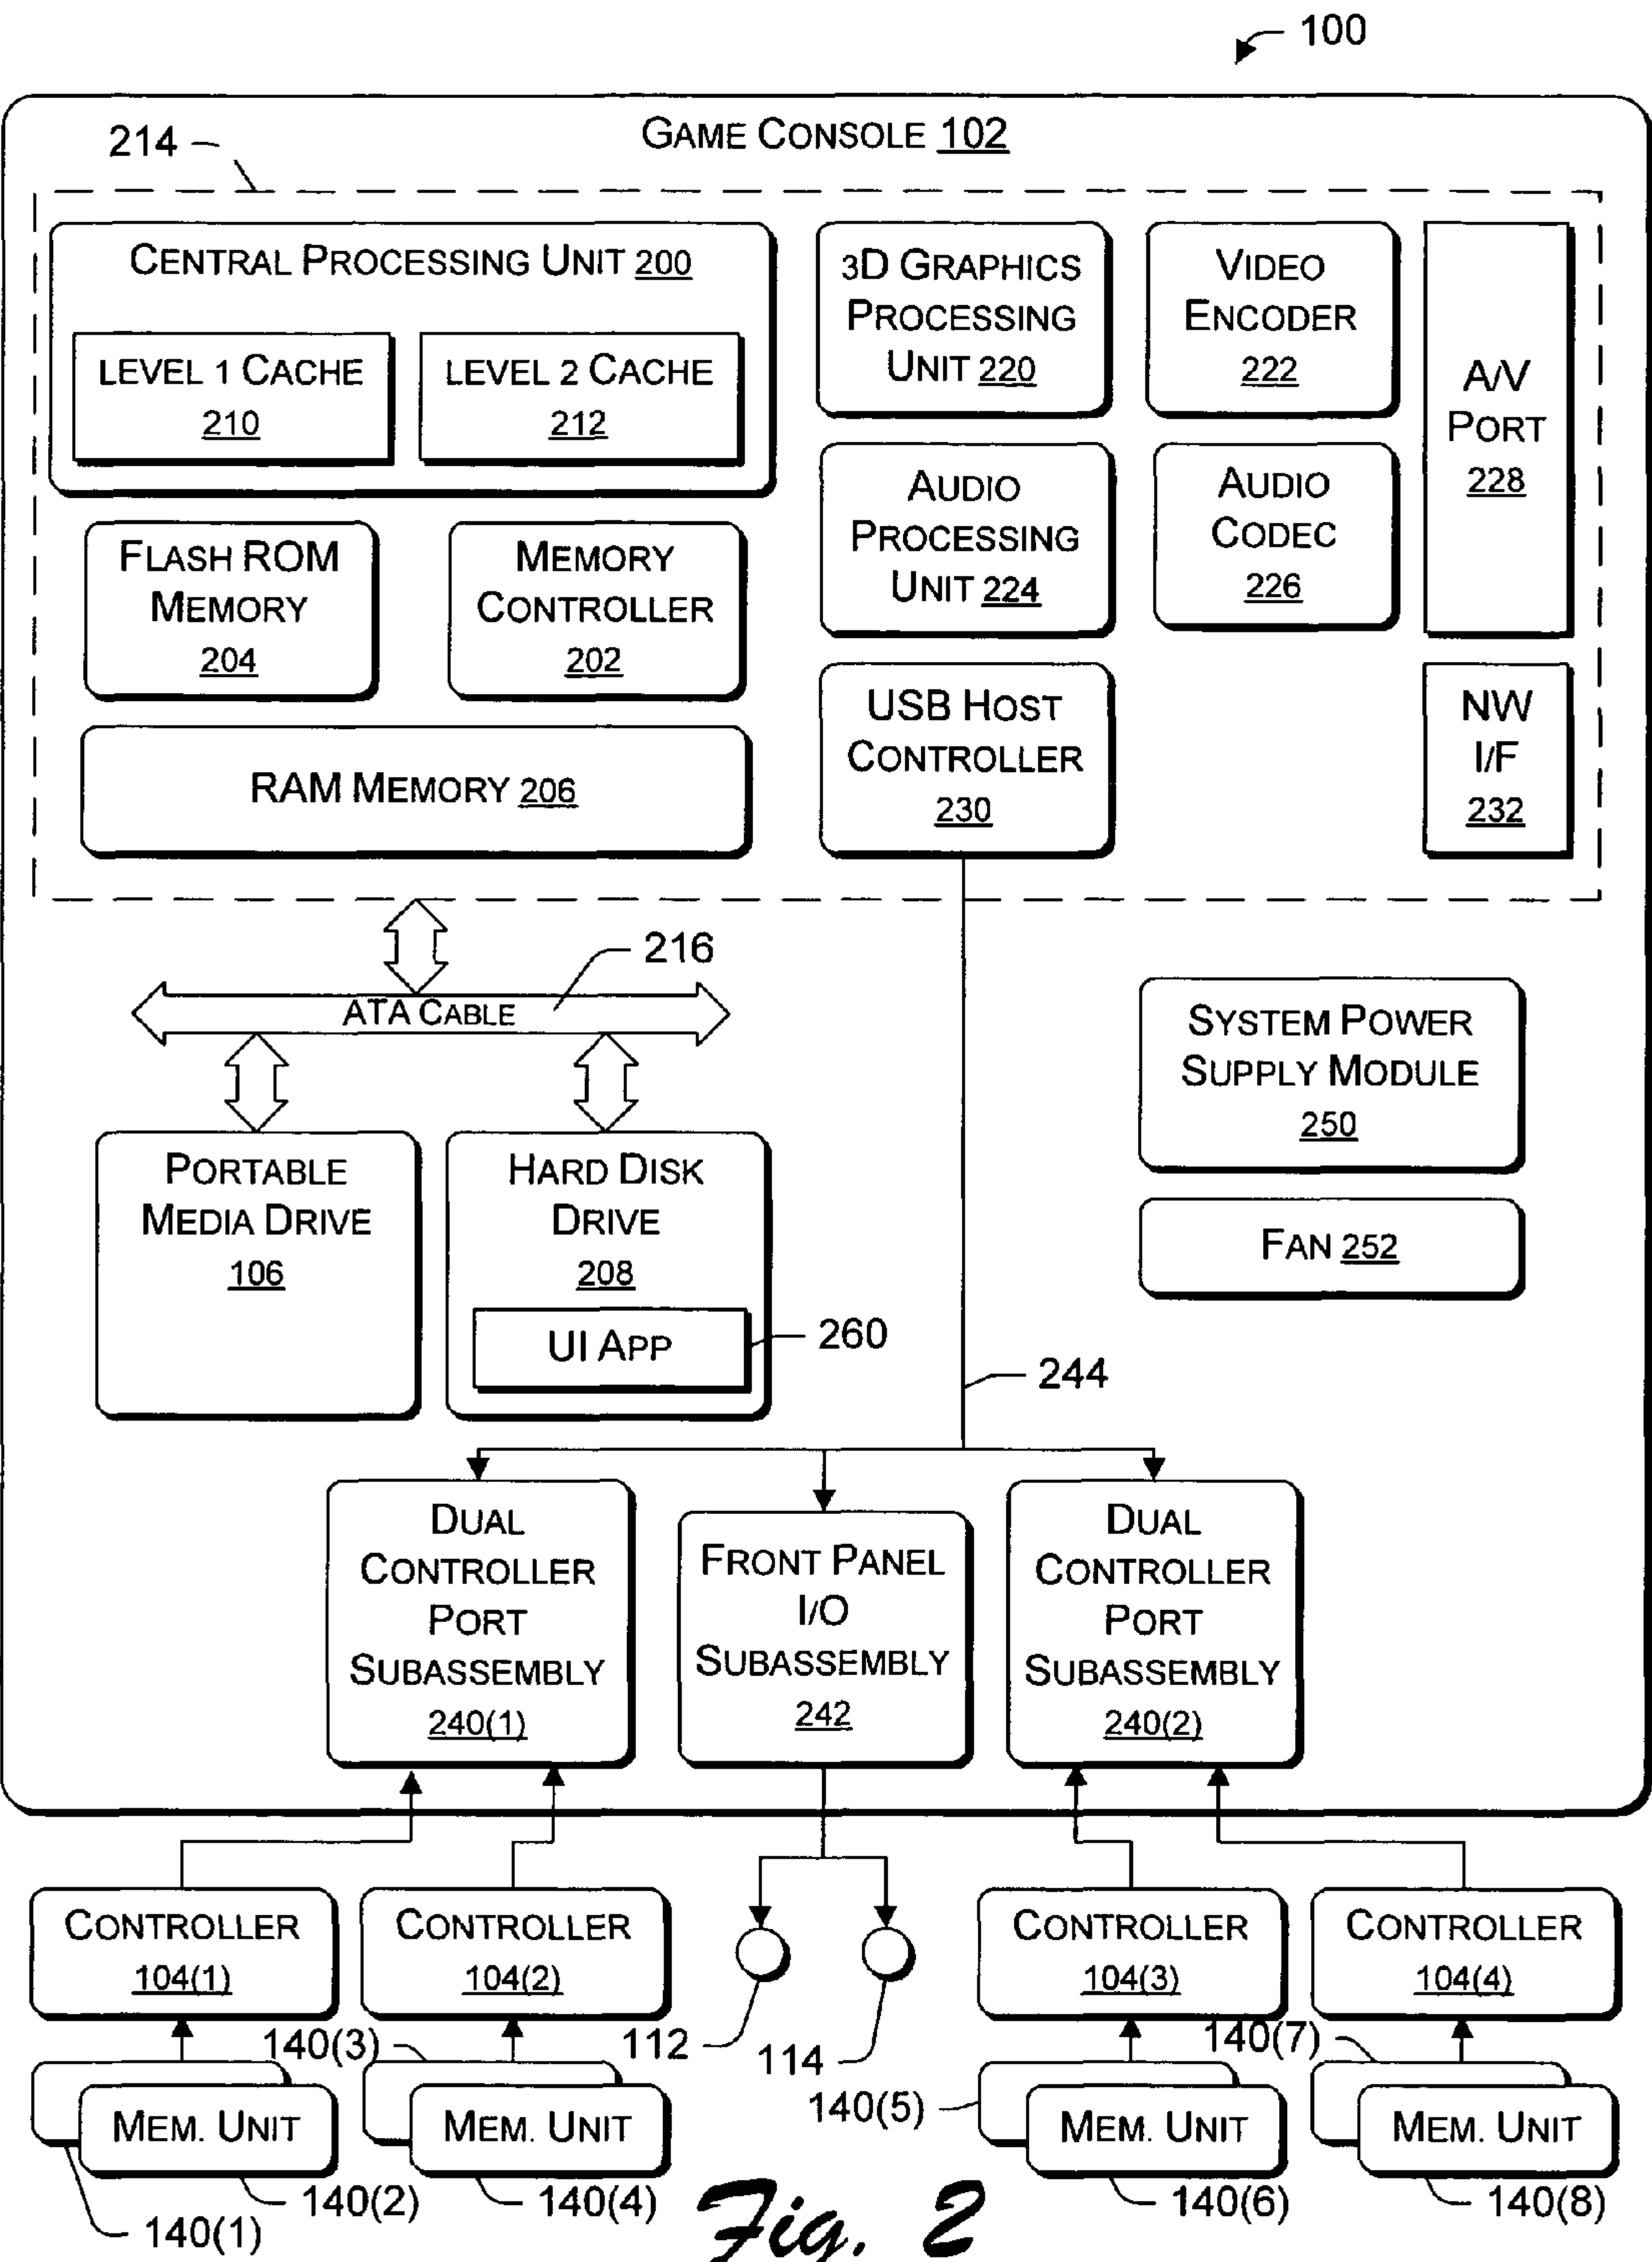 100
GAME CONSOLE 102
214
CENTRAL PROCESSING UNIT 200
LEVEL 1 CACHE
210
LEVEL 2 CACHE
212
3D GRAPHICS
PROCESSING
UNIT 220
VIDEO
ENCODER
222
A/V
PORT
228
FLASH ROM
MEMORY
204
MEMORY
CONTROLLER
202
AUDIO
PROCESSING
UNIT 224
AUDIO
CODEC
226
RAM MEMORY 206
USB HOST
CONTROLLER
230
NW
I/F
232
216
ATA CABLE
SYSTEM POWER
SUPPLY MODULE
250
PORTABLE
MEDIA DRIVE
106
HARD DISK
DRIVE
208
UI APP
260
FAN 252
244
DUAL
CONTROLLER
PORT
SUBASSEMBLY
240(1)
FRONT PANEL
I/O
SUBASSEMBLY
242
DUAL
CONTROLLER
PORT
SUBASSEMBLY
240(2)
CONTROLLER
104(1)
CONTROLLER
104(2)
CONTROLLER
104(3)
CONTROLLER
104(4)
140(3)
112
114
140(7)
140(5)
MEM. UNIT
MEM. UNIT
MEM. UNIT
MEM. UNIT
140(1)
140(2)
140(4)
140(6)
140(8)
Fig. 2